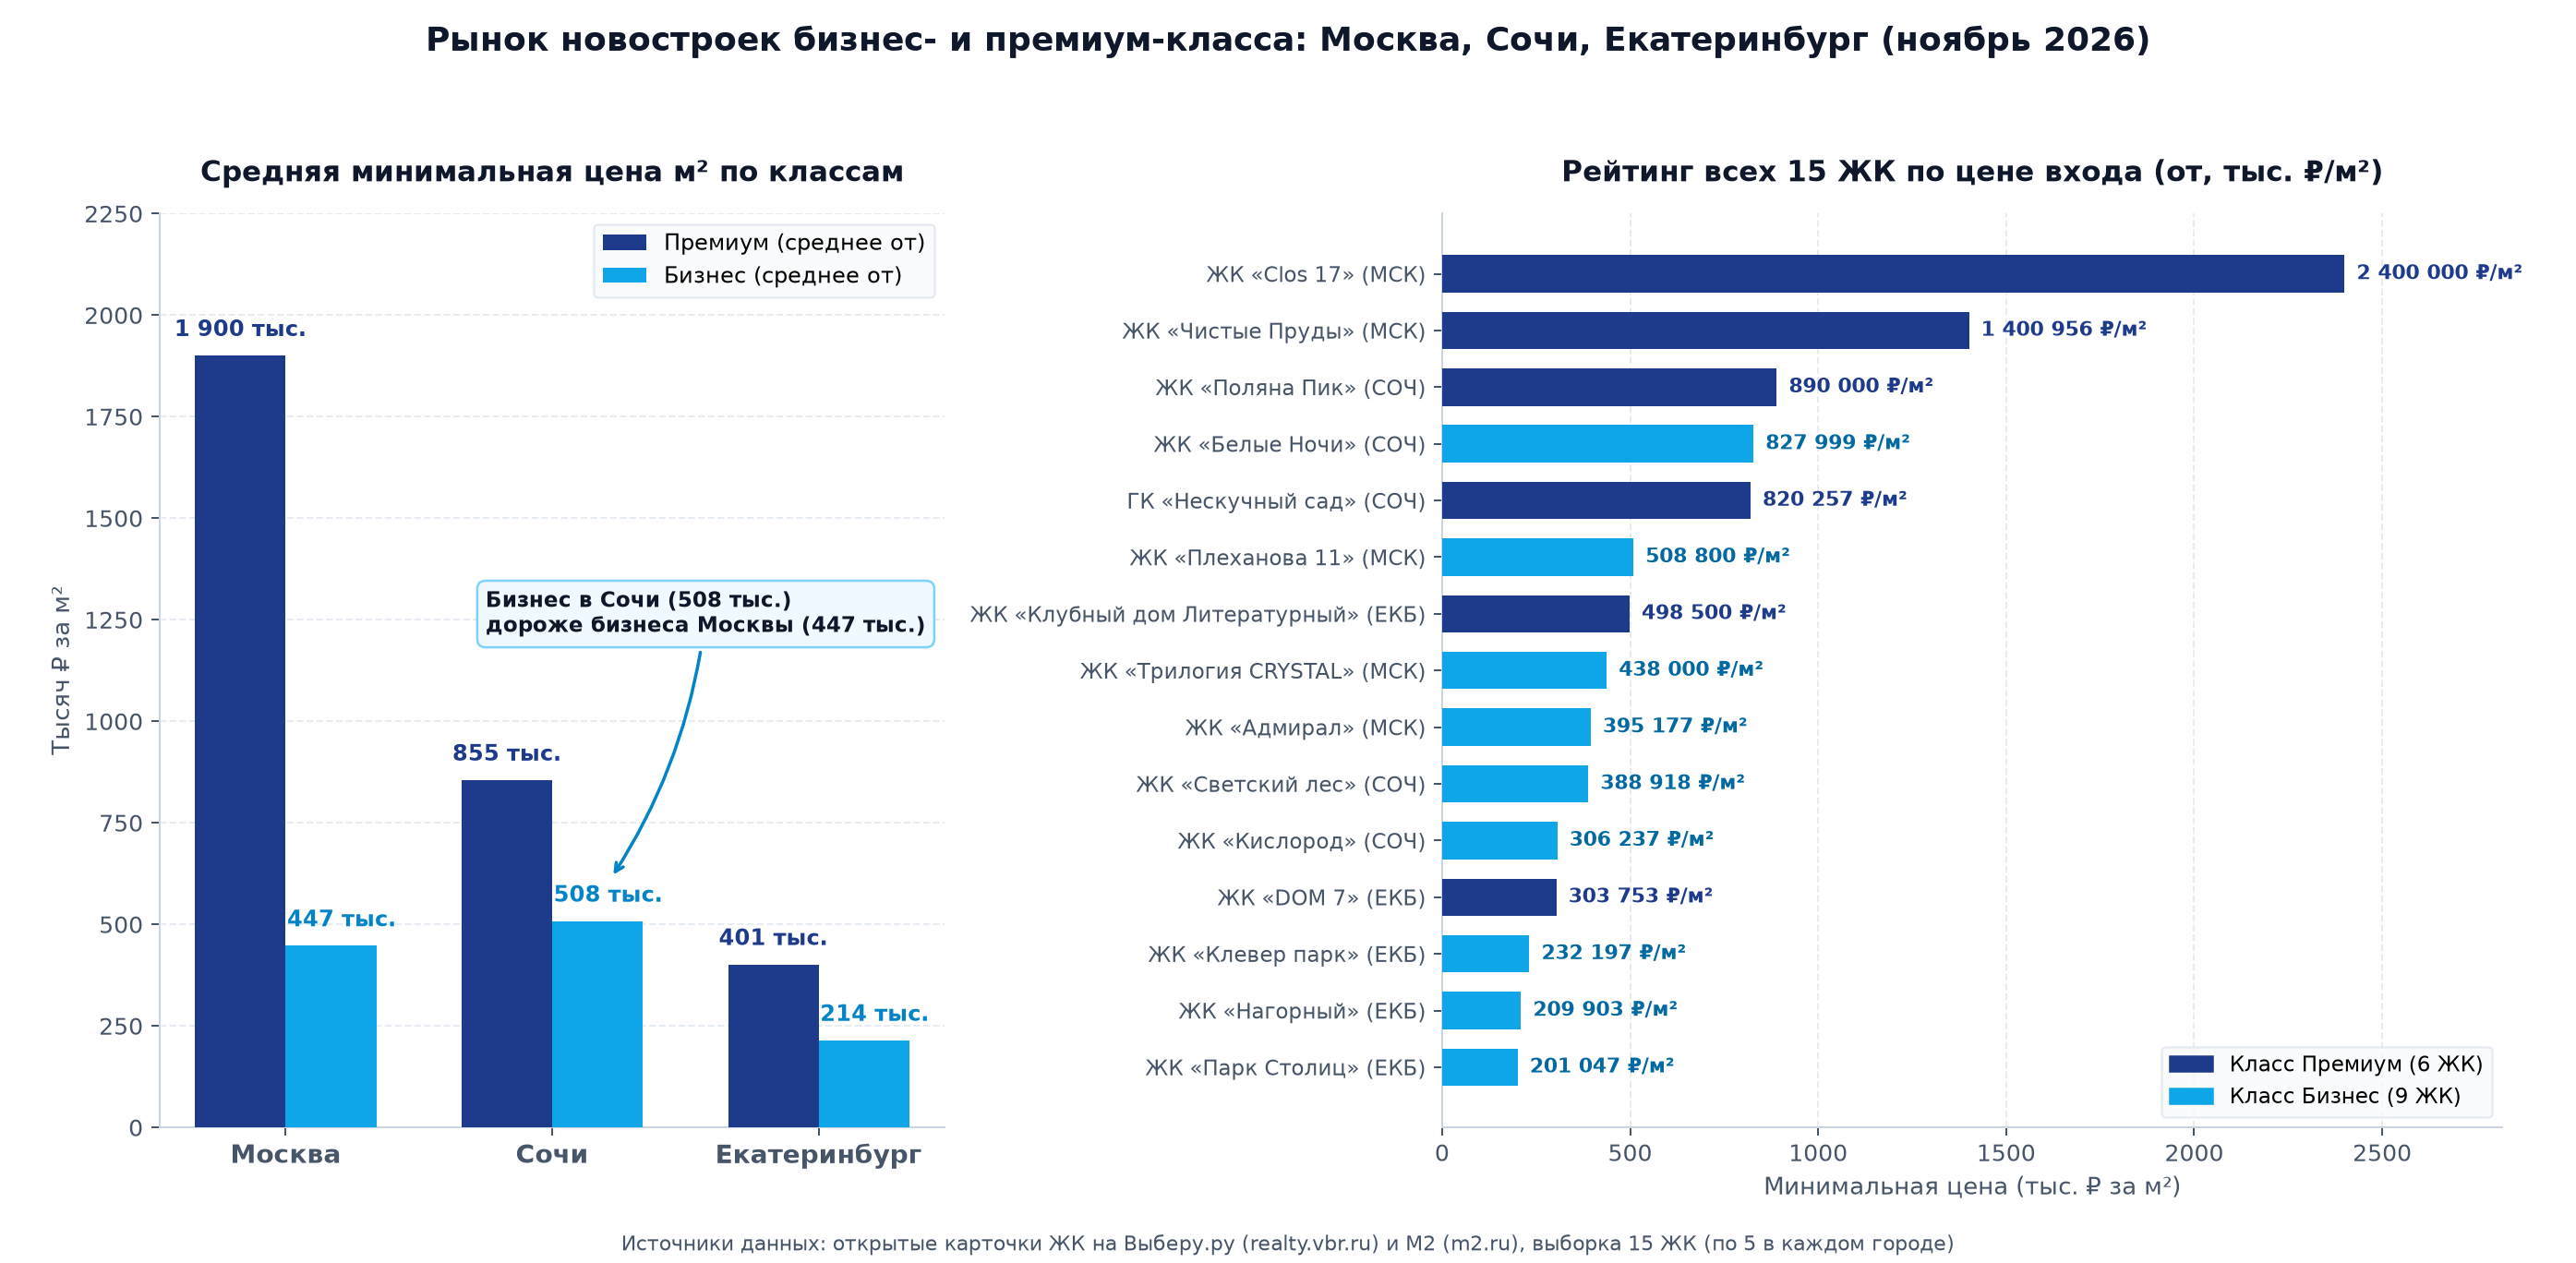 Рынок новостроек бизнес- и премиум-класса: Москва, Сочи, Екатеринбург (ноябрь 2026)
Средняя минимальная цена м² по классам
Тысяч ₽ за м²
2250
2000
1750
1500
1250
1000
750
500
250
0
Премиум (среднее от)
Бизнес (среднее от)
1 900 тыс.
447 тыс.
855 тыс.
508 тыс.
401 тыс.
214 тыс.
Бизнес в Сочи (508 тыс.)
дороже бизнеса Москвы (447 тыс.)
Москва
Сочи
Екатеринбург
Рейтинг всех 15 ЖК по цене входа (от, тыс. ₽/м²)
ЖК «Clos 17» (МСК) 2 400 000 ₽/м²
ЖК «Чистые Пруды» (МСК) 1 400 956 ₽/м²
ЖК «Поляна Пик» (СОЧ) 890 000 ₽/м²
ЖК «Белые Ночи» (СОЧ) 827 999 ₽/м²
ГК «Нескучный сад» (СОЧ) 820 257 ₽/м²
ЖК «Плеханова 11» (МСК) 508 800 ₽/м²
ЖК «Клубный дом Литературный» (ЕКБ) 498 500 ₽/м²
ЖК «Трилогия CRYSTAL» (МСК) 438 000 ₽/м²
ЖК «Адмирал» (МСК) 395 177 ₽/м²
ЖК «Светский лес» (СОЧ) 388 918 ₽/м²
ЖК «Кислород» (СОЧ) 306 237 ₽/м²
ЖК «DOM 7» (ЕКБ) 303 753 ₽/м²
ЖК «Клевер парк» (ЕКБ) 232 197 ₽/м²
ЖК «Нагорный» (ЕКБ) 209 903 ₽/м²
ЖК «Парк Столиц» (ЕКБ) 201 047 ₽/м²
Класс Премиум (6 ЖК)
Класс Бизнес (9 ЖК)
0 500 1000 1500 2000 2500
Минимальная цена (тыс. ₽ за м²)
Источники данных: открытые карточки ЖК на Выберу.ру (realty.vbr.ru) и М2 (m2.ru), выборка 15 ЖК (по 5 в каждом городе)